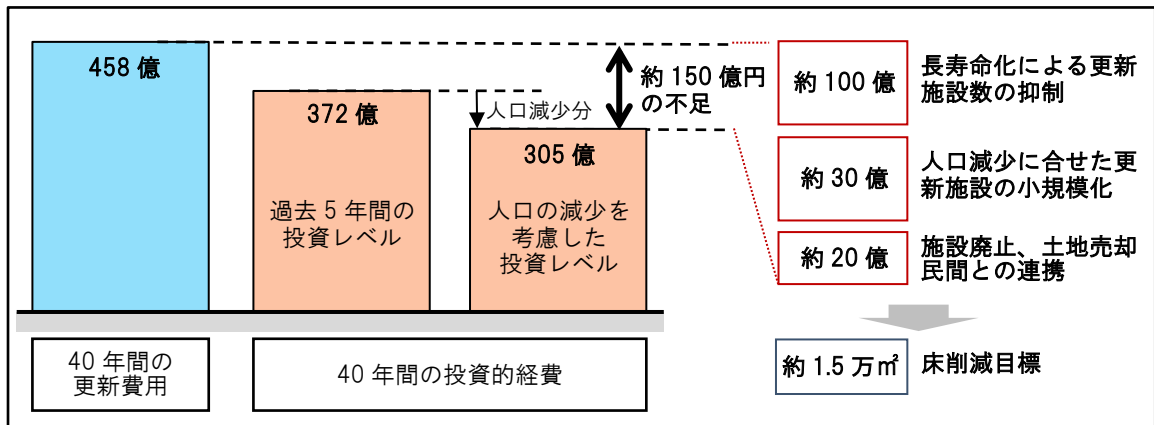 458 億
372 億
人口減少分
305 億
約 150 億円
の不足
過去 5 年間の
投資レベル
人口の減少を
考慮した
投資レベル
40 年間の
更新費用
40 年間の投資的経費
約 100 億
長寿命化による更新
施設数の抑制
約 30 億
人口減少に合せた更
新施設の小規模化
約 20 億
施設廃止、土地売却
民間との連携
約 1.5 万㎡
床削減目標